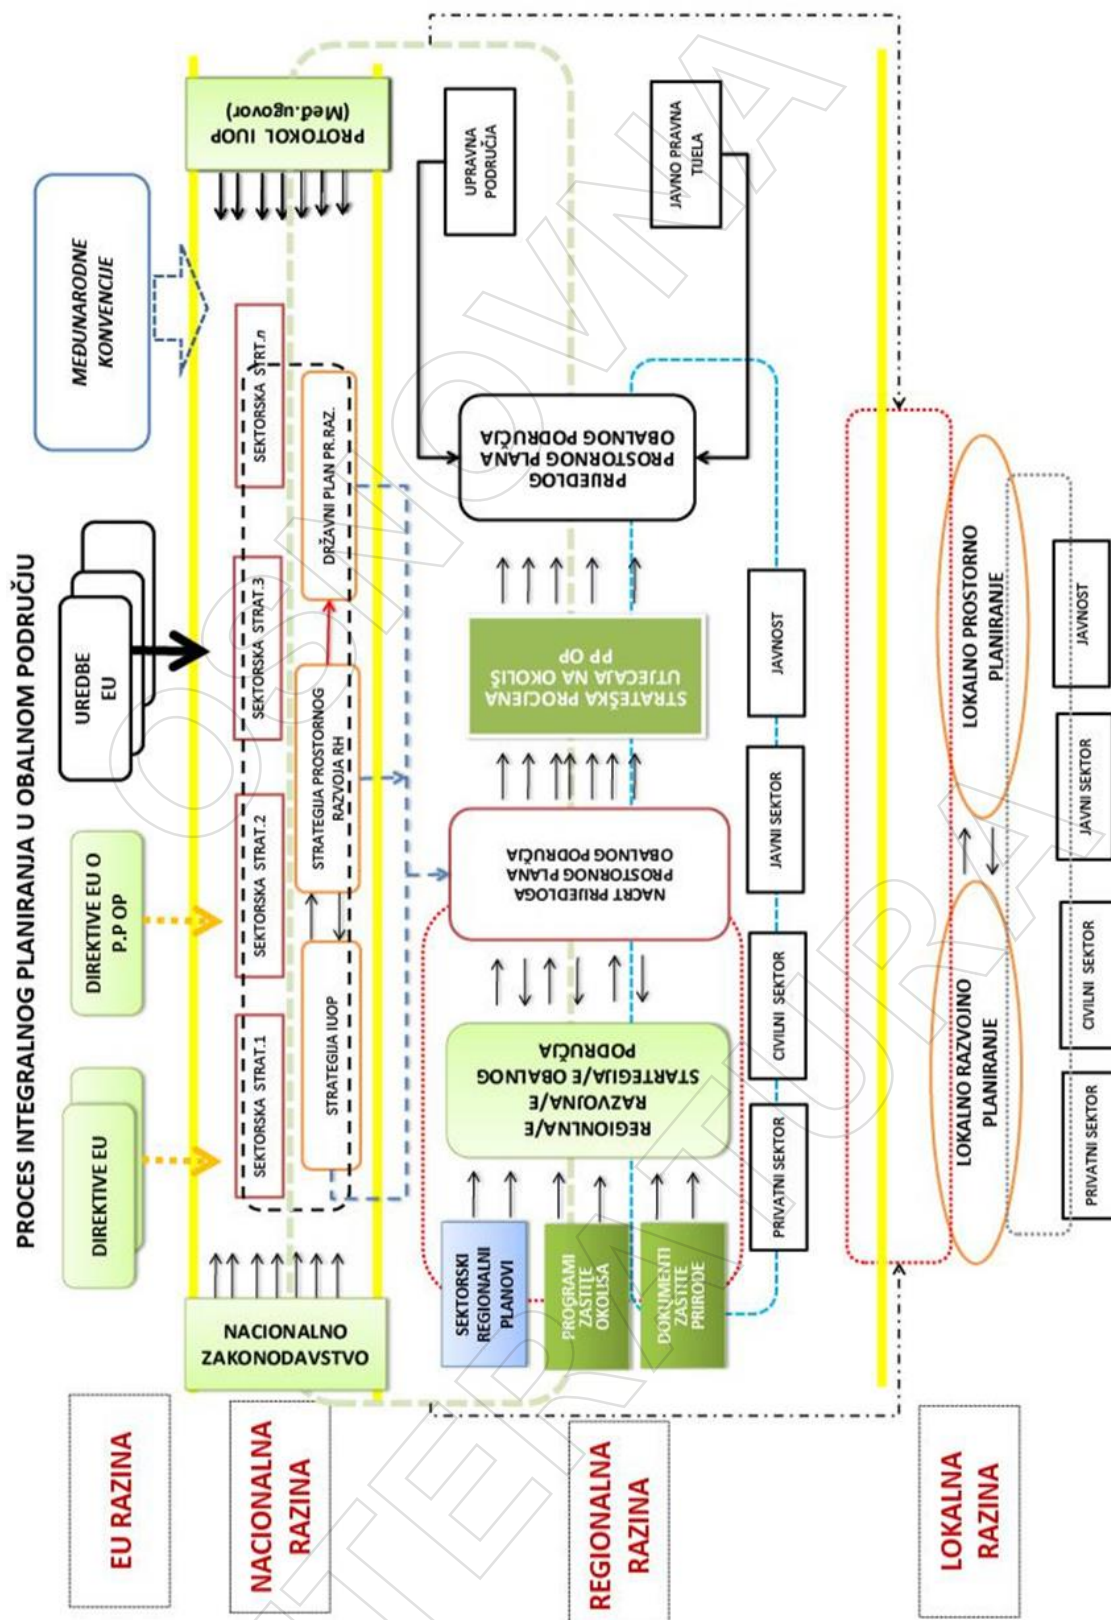 PROCES INTEGRALNOG PLANIRANJA U OBALNOM PODRUČJU
EU RAZINA
DIREKTIVE EU
DIREKTIVE EU O
P.P OP
UREDBE
EU
MEĐUNARODNE
KONVENCIJE
NACIONALNA
RAZINA
NACIONALNO
ZAKONODAVSTVO
SEKTORSKA STRAT.1
SEKTORSKA STRAT.2
SEKTORSKA STRAT.3
SEKTORSKA STRT.n
STRATEGIJA IUOP
STRATEGIJA PROSTORNOG
RAZVOJA RH
DRŽAVNI PLAN PR.RAZ.
PROTOKOL IUOP
(Međ.ugovor)
REGIONALNA
RAZINA
SEKTORSKI
REGIONALNI
PLANOVI
PROGRAMI
ZAŠTITE
OKOLIŠA
DOKUMENTI
ZAŠTITE
PRIRODE
REGIONLNA/E
RAZVOJNA/E
STARTEGIJA/E OBALNOG
PODRUČJA
NACRT PRIJEDLOGA
PROSTORNOG PLANA
OBALNOG PODRUČJA
STRATEŠKA PROCJENA
UTJECAJA NA OKOLIŠ
PP OP
PRIJEDLOG
PROSTORNOG PLANA
OBALNOG PODRUČJA
UPRAVNA
PODRUČJA
JAVNO PRAVNA
TIJELA
PRIVATNI SEKTOR
CIVILNI SEKTOR
JAVNI SEKTOR
JAVNOST
LOKALNA
RAZINA
LOKALNO RAZVOJNO
PLANIRANJE
LOKALNO PROSTORNO
PLANIRANJE
PRIVATNI SEKTOR
CIVILNI SEKTOR
JAVNI SEKTOR
JAVNOST
OSNOVNA
LITERATURA